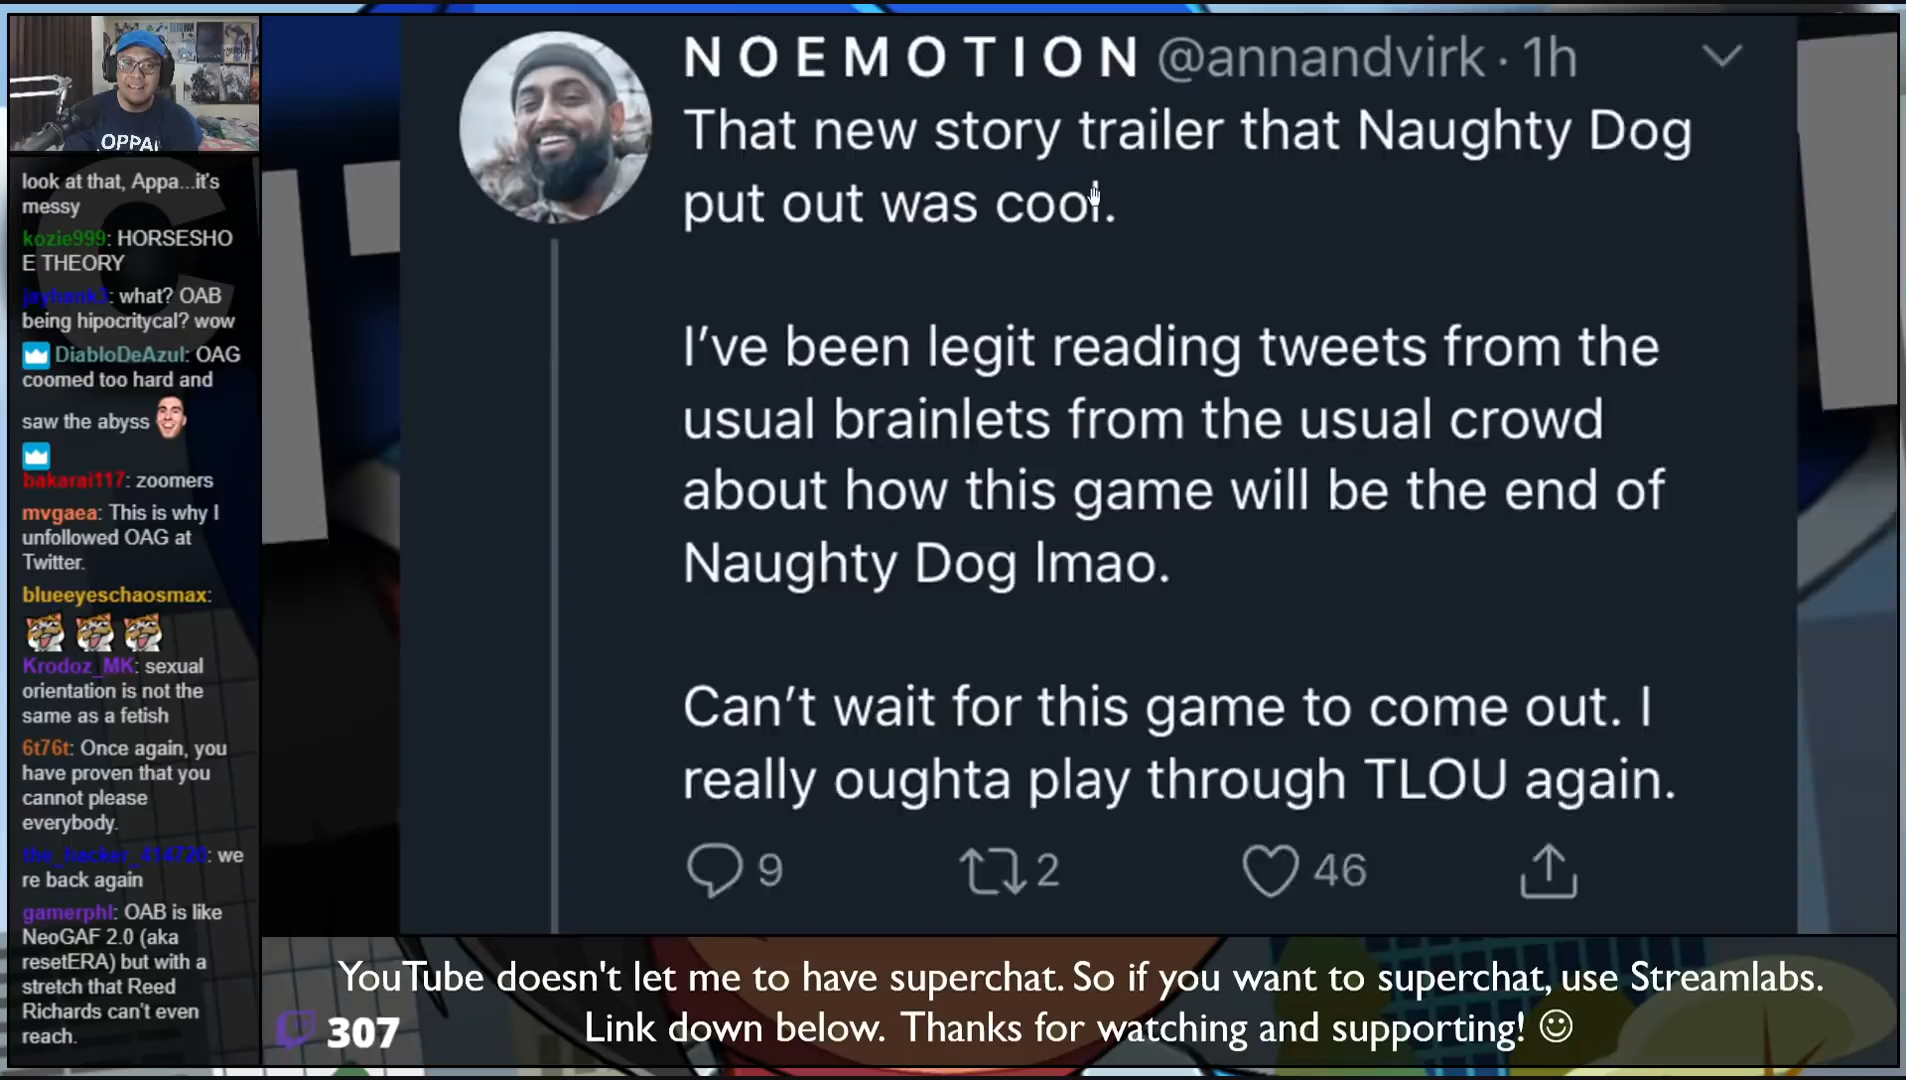 OPPAI
look at that, Appa...it's
messy
kozie999: HORSESHO
E THEORY
jayhank3: what? OAB
being hipocritycal? wow
DiabloDeAzul: OAG
coomed too hard and
saw the abyss
bakarai117: zoomers
mvgaea: This is why I
unfollowed OAG at
Twitter.
blueeyeschaosmax:
Krodoz_MK: sexual
orientation is not the
same as a fetish
6t76t: Once again, you
have proven that you
cannot please
everybody.
the_hacker_414720: we
re back again
gamerphl: OAB is like
NeoGAF 2.0 (aka
resetERA) but with a
stretch that Reed
Richards can't even
reach.
N O E M O T I O N @annandvirk · 1h
That new story trailer that Naughty Dog
put out was cool.
I've been legit reading tweets from the
usual brainlets from the usual crowd
about how this game will be the end of
Naughty Dog lmao.
Can't wait for this game to come out. I
really oughta play through TLOU again.
9 2 46
YouTube doesn't let me to have superchat. So if you want to superchat, use Streamlabs.
307 Link down below. Thanks for watching and supporting! ☺